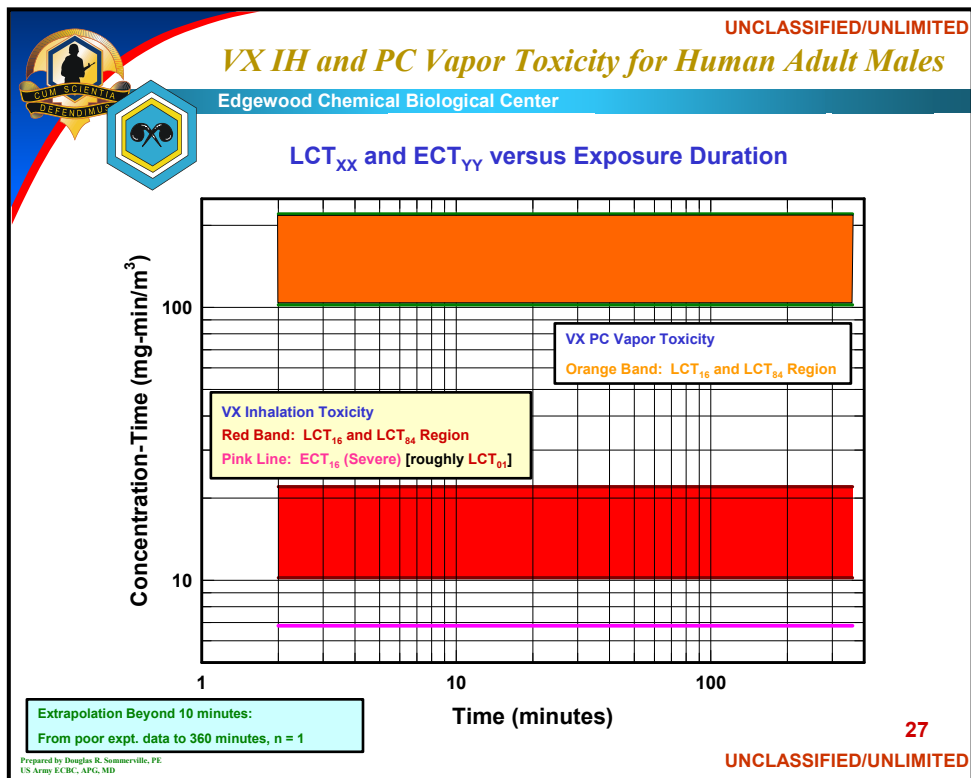 UNCLASSIFIED/UNLIMITED
VX IH and PC Vapor Toxicity for Human Adult Males
CUM SCIENTIA
DEFENDIMUS
Edgewood Chemical Biological Center
LCT_XX and ECT_YY versus Exposure Duration
Concentration-Time (mg-min/m³)
100
10
VX PC Vapor Toxicity
Orange Band: LCT₁₆ and LCT₈₄ Region
VX Inhalation Toxicity
Red Band: LCT₁₆ and LCT₈₄ Region
Pink Line: ECT₁₆ (Severe) [roughly LCT₀₁]
1
10
100
Time (minutes)
Extrapolation Beyond 10 minutes:
From poor expt. data to 360 minutes, n = 1
27
Prepared by Douglas R. Sommerville, PE
US Army ECBC, APG, MD
UNCLASSIFIED/UNLIMITED